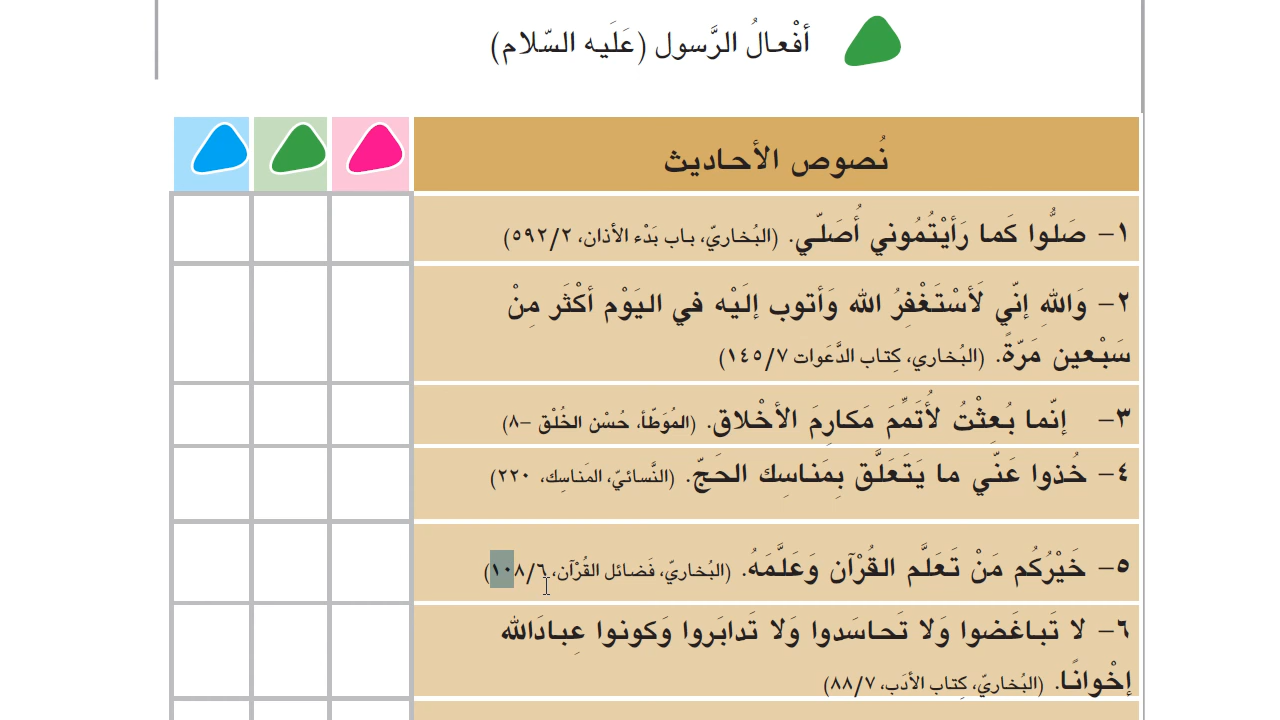 أفْعالُ الرَّسول (عَلَيه السّلام)
نُصوص الأحاديث
١- صَلُّوا كَما رَأيْتُمُوني أُصَلّي. (البُخاريّ، باب بَدْء الأذان، ٥٩٢/٢)
٢- وَاللهِ إنّي لَأسْتَغْفِرُ الله وَأتوب إلَيْه في اليَوْم أكْثَر مِنْ
سَبْعين مَرّةً. (البُخاري، كِتاب الدَّعَوات ١٤٥/٧)
٣- إنّما بُعِثْتُ لُأتَمِّمَ مَكارِمَ الأخْلاق. (المُوَطّأ، حُسْن الخُلْق –٨)
٤- خُذوا عَنّي ما يَتَعَلَّق بِمَناسِك الحَجّ. (النَّسائيّ، المَناسِك، ٢٢٠)
٥- خَيْرُكُم مَنْ تَعَلَّم القُرْآن وَعَلَّمَهُ. (البُخاريّ، فَضائل القُرْآن، ١٠٨/٦)
٦- لا تَباغَضوا وَلا تَحاسَدوا وَلا تَدابَروا وَكونوا عِبادَالله
إخْوانًا. (البُخاريّ، كِتاب الأدَب، ٨٨/٧)